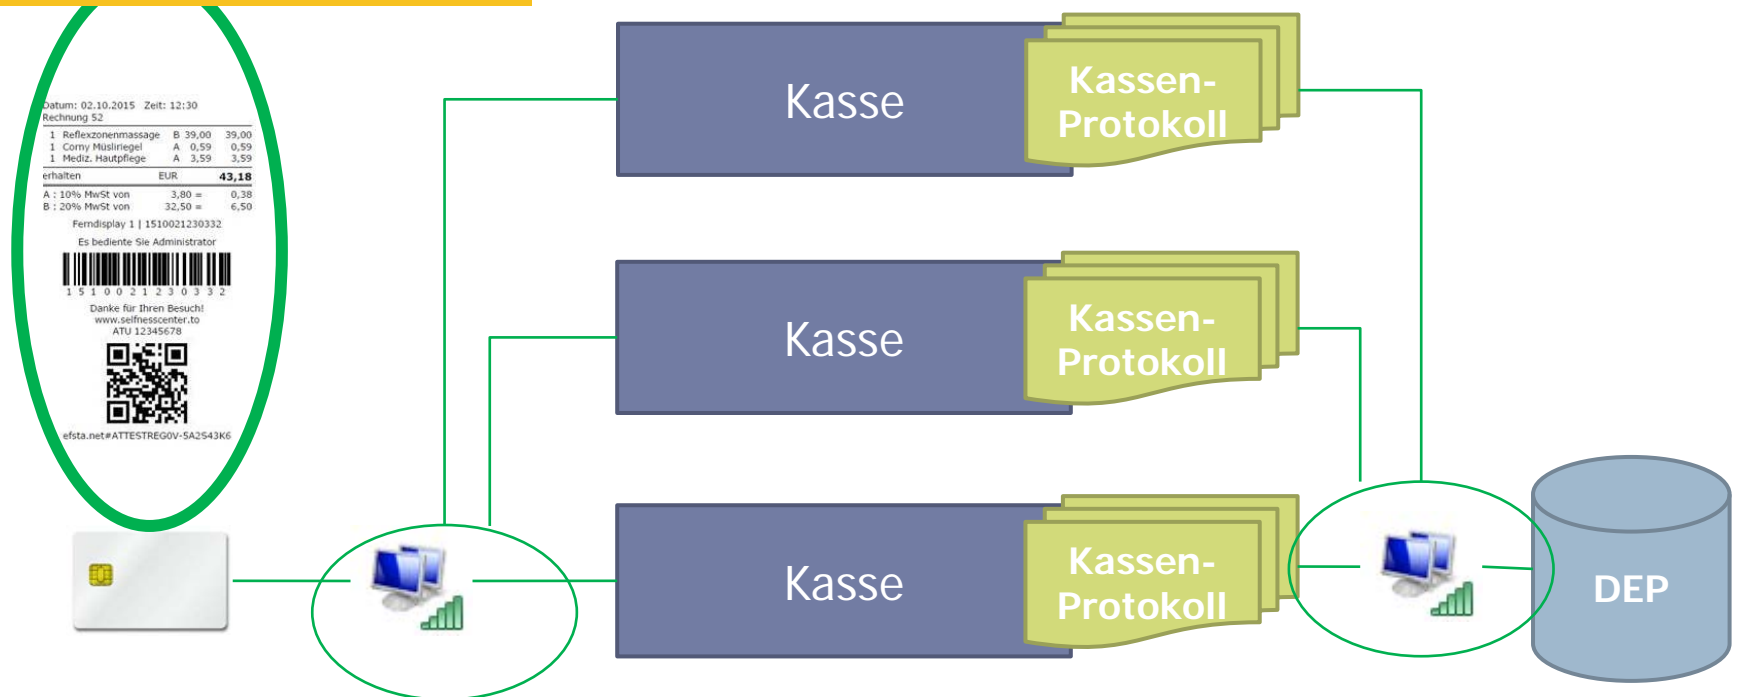 Datum: 02.10.2015 Zeit: 12:30
Rechnung 52
1 Reflexzonenmassage B 39,00 39,00
1 Corny Müsliriegel A 0,59 0,59
1 Mediz. Hautpflege A 3,59 3,59
erhalten EUR 43,18
A : 10% MwSt von 3,80 = 0,38
B : 20% MwSt von 32,50 = 6,50
Ferndisplay 1 | 1510021230332
Es bediente Sie Administrator
1 5 1 0 0 2 1 2 3 0 3 3 2
Danke für Ihren Besuch!
www.selfnesscenter.to
ATU 12345678
efsta.net#ATTESTREG0V-5A2S43K6
Kasse
Kassen-
Protokoll
Kasse
Kassen-
Protokoll
Kasse
Kassen-
Protokoll
DEP